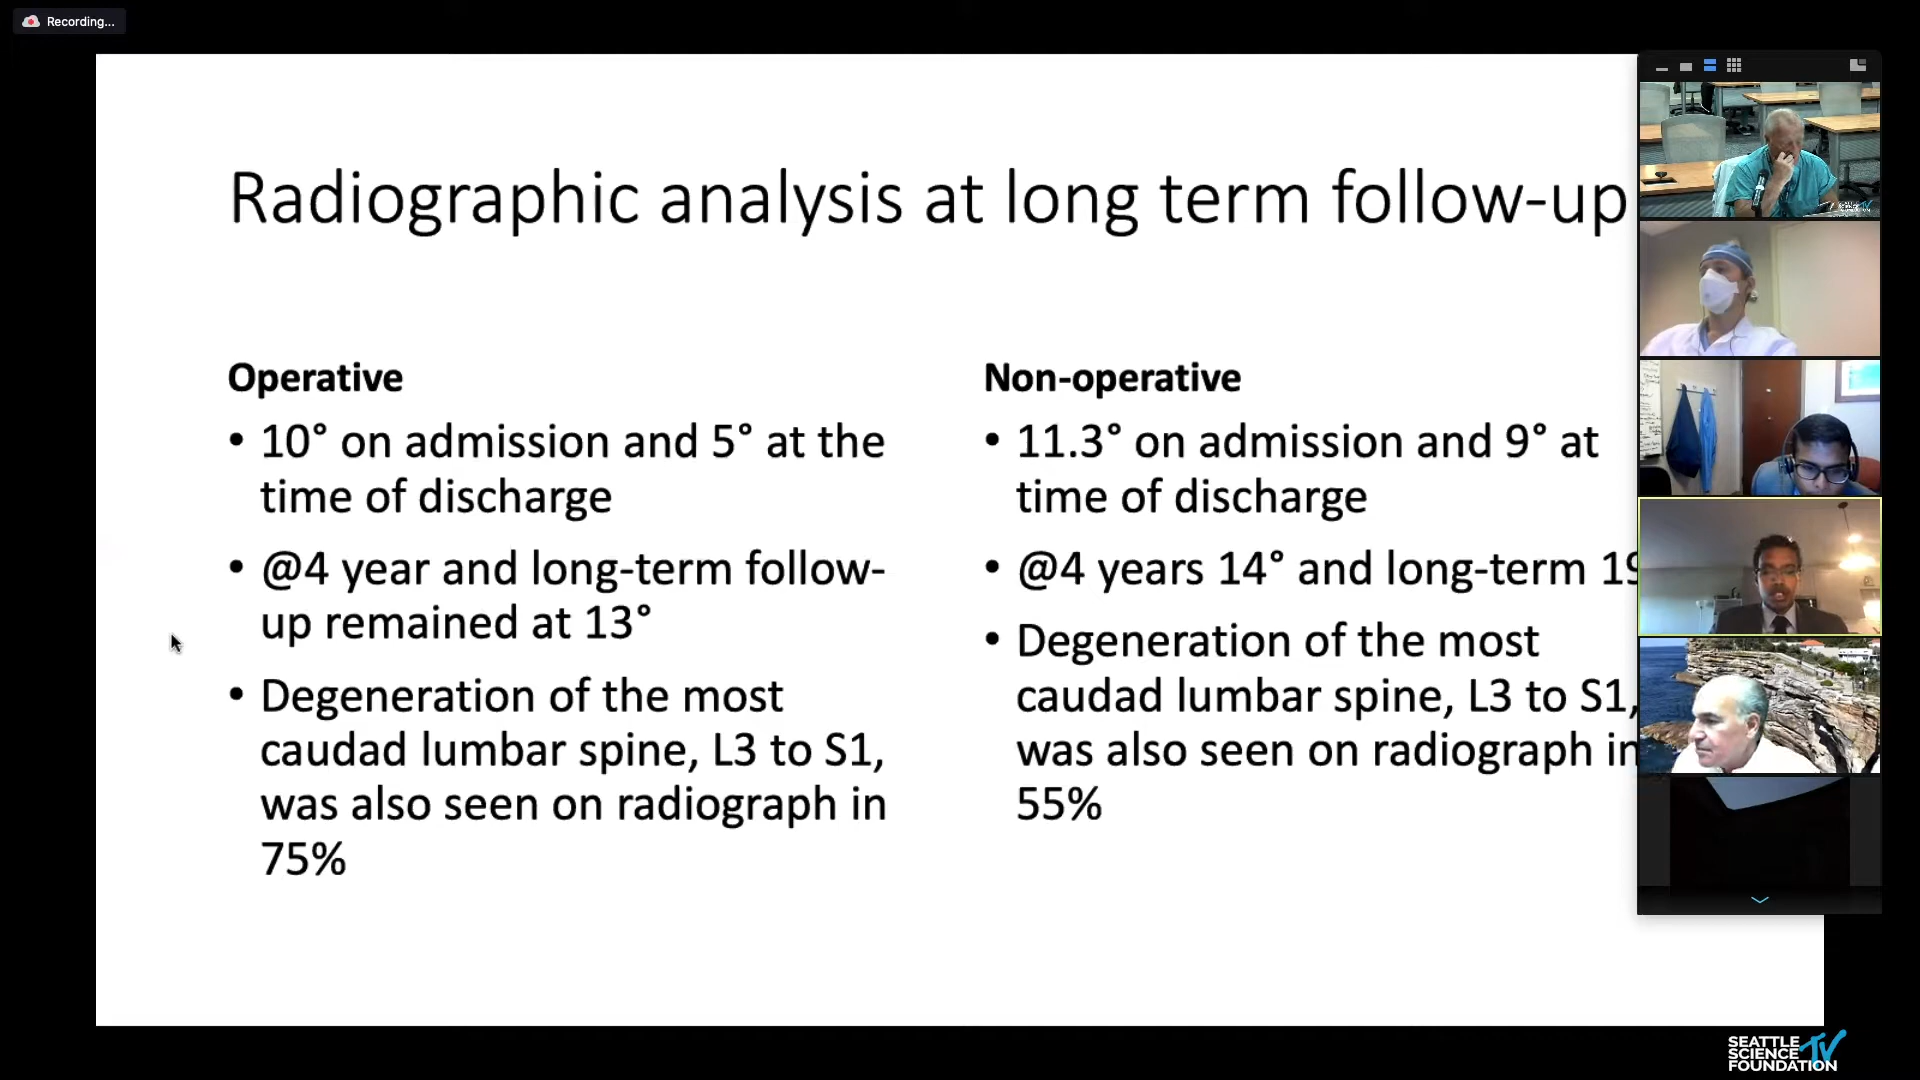 Recording...
Radiographic analysis at long term follow-up
Operative
• 10° on admission and 5° at the
time of discharge
• @4 year and long-term follow-
up remained at 13°
• Degeneration of the most
caudad lumbar spine, L3 to S1,
was also seen on radiograph in
75%
Non-operative
• 11.3° on admission and 9° at
time of discharge
• @4 years 14° and long-term
• Degeneration of the most
caudad lumbar spine, L3 to S1,
was also seen on radiograph in
55%
SEATTLE
SCIENCE TV
FOUNDATION